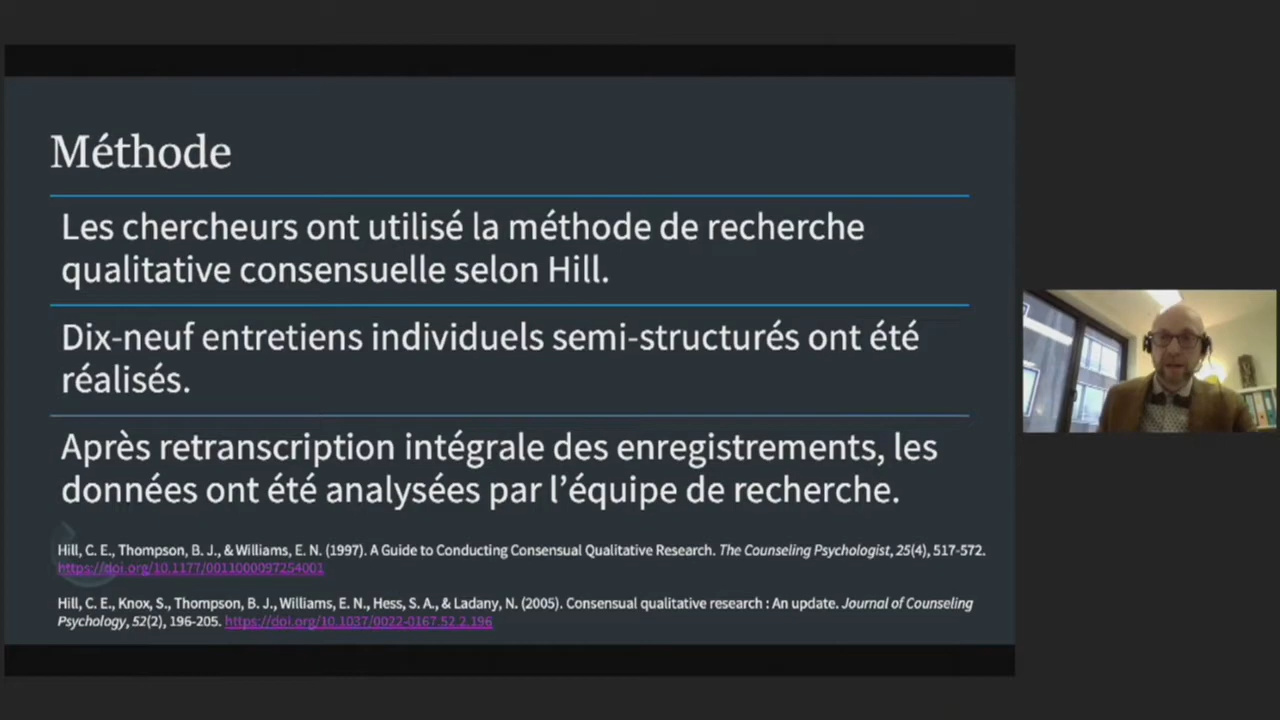 Méthode
Les chercheurs ont utilisé la méthode de recherche
qualitative consensuelle selon Hill.
Dix-neuf entretiens individuels semi-structurés ont été
réalisés.
Après retranscription intégrale des enregistrements, les
données ont été analysées par l’équipe de recherche.
Hill, C. E., Thompson, B. J., & Williams, E. N. (1997). A Guide to Conducting Consensual Qualitative Research. The Counseling Psychologist, 25(4), 517-572.
https://doi.org/10.1177/0011000097254001
Hill, C. E., Knox, S., Thompson, B. J., Williams, E. N., Hess, S. A., & Ladany, N. (2005). Consensual qualitative research : An update. Journal of Counseling
Psychology, 52(2), 196-205. https://doi.org/10.1037/0022-0167.52.2.196